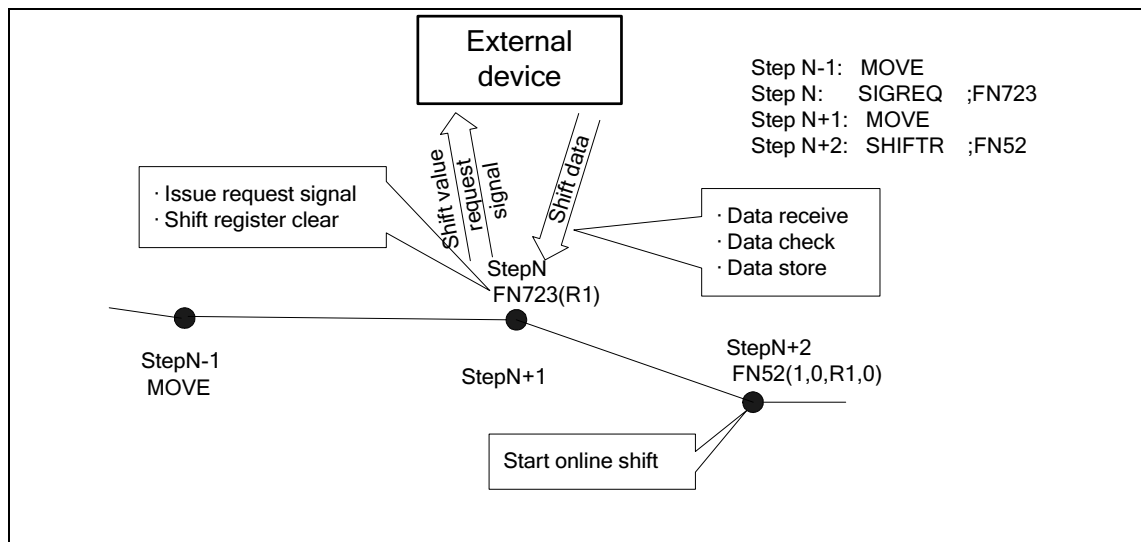 External
device
Step N-1: MOVE
Step N: SIGREQ ;FN723
Step N+1: MOVE
Step N+2: SHIFTR ;FN52
· Issue request signal
· Shift register clear
Shift value
request
signal
Shift data
· Data receive
· Data check
· Data store
StepN
FN723(R1)
StepN-1
MOVE
StepN+1
StepN+2
FN52(1,0,R1,0)
Start online shift